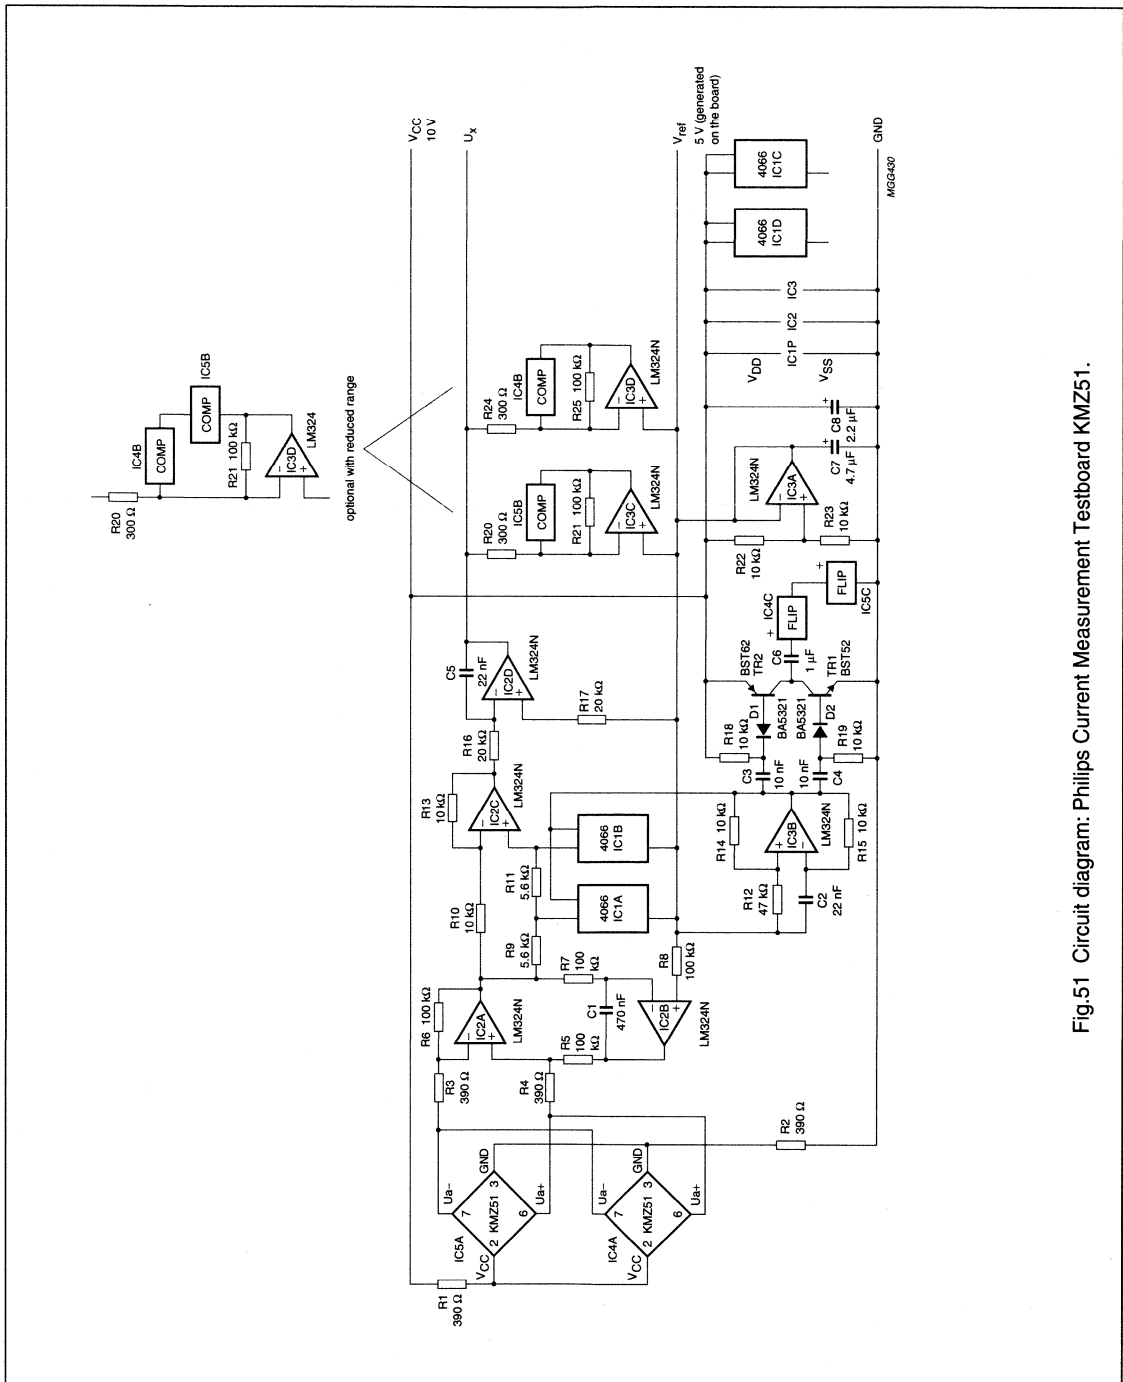 R20
300 Ω
IC4B
COMP
IC5B
COMP
R21 100 kΩ
−
IC3D
+
LM324
optional with reduced range
VCC
10 V
Ux
Vref
5 V (generated
on the board)
GND
MGG430
R1
390 Ω
IC5A
VCC
2
KMZ51
7
Ua−
3
GND
6
Ua+
IC4A
VCC
2
KMZ51
7
Ua−
3
6
Ua+
R2
390 Ω
R3
390 Ω
R4
390 Ω
R6 100 kΩ
−
IC2A
+
LM324N
R5
100
kΩ
C1
470 nF
R7
100
kΩ
−
IC2B
+
LM324N
R8
100 kΩ
R10
10 kΩ
R9
5.6 kΩ
R11
5.6 kΩ
4066
IC1A
4066
IC1B
R13
10 kΩ
−
IC2C
+
LM324N
R16
20 kΩ
C5
22 nF
−
IC2D
+
LM324N
R17
20 kΩ
R12
47 kΩ
C2
22 nF
R14 10 kΩ
+
IC3B
−
LM324N
R15 10 kΩ
C3
10 nF
10 nF
C4
R18
10 kΩ
R19
10 kΩ
D1
BA5321
BA5321
D2
BST62
TR2
TR1
BST52
C6
1 µF
+
IC4C
FLIP
+
FLIP
IC5C
R20
300 Ω
IC5B
COMP
R21 100 kΩ
−
IC3C
+
LM324N
R24
300 Ω
IC4B
COMP
R25 100 kΩ
−
IC3D
+
LM324N
R22
10 kΩ
R23
10 kΩ
LM324N
−
IC3A
+
C7
4.7 µF
+
C8
2.2 µF
+
VDD
IC1P
VSS
IC2
IC3
4066
IC1D
4066
IC1C
Fig.51 Circuit diagram: Philips Current Measurement Testboard KMZ51.